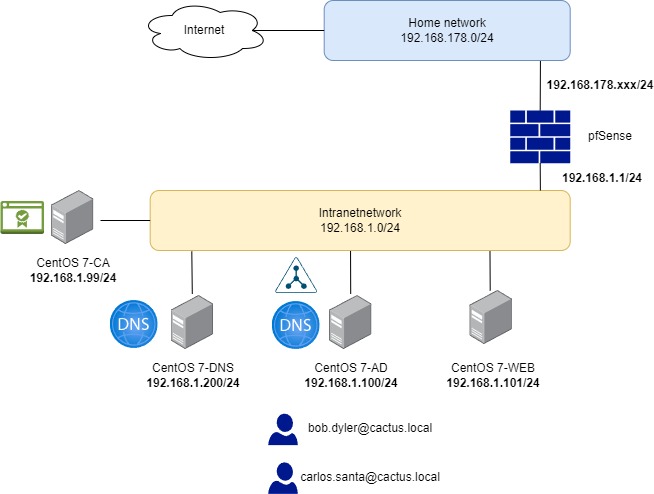 Internet
Home network
192.168.178.0/24
192.168.178.xxx/24
pfSense
192.168.1.1/24
Intranetnetwork
192.168.1.0/24
CentOS 7-CA
192.168.1.99/24
DNS
DNS
CentOS 7-DNS
192.168.1.200/24
CentOS 7-AD
192.168.1.100/24
CentOS 7-WEB
192.168.1.101/24
bob.dyler@cactus.local
carlos.santa@cactus.local